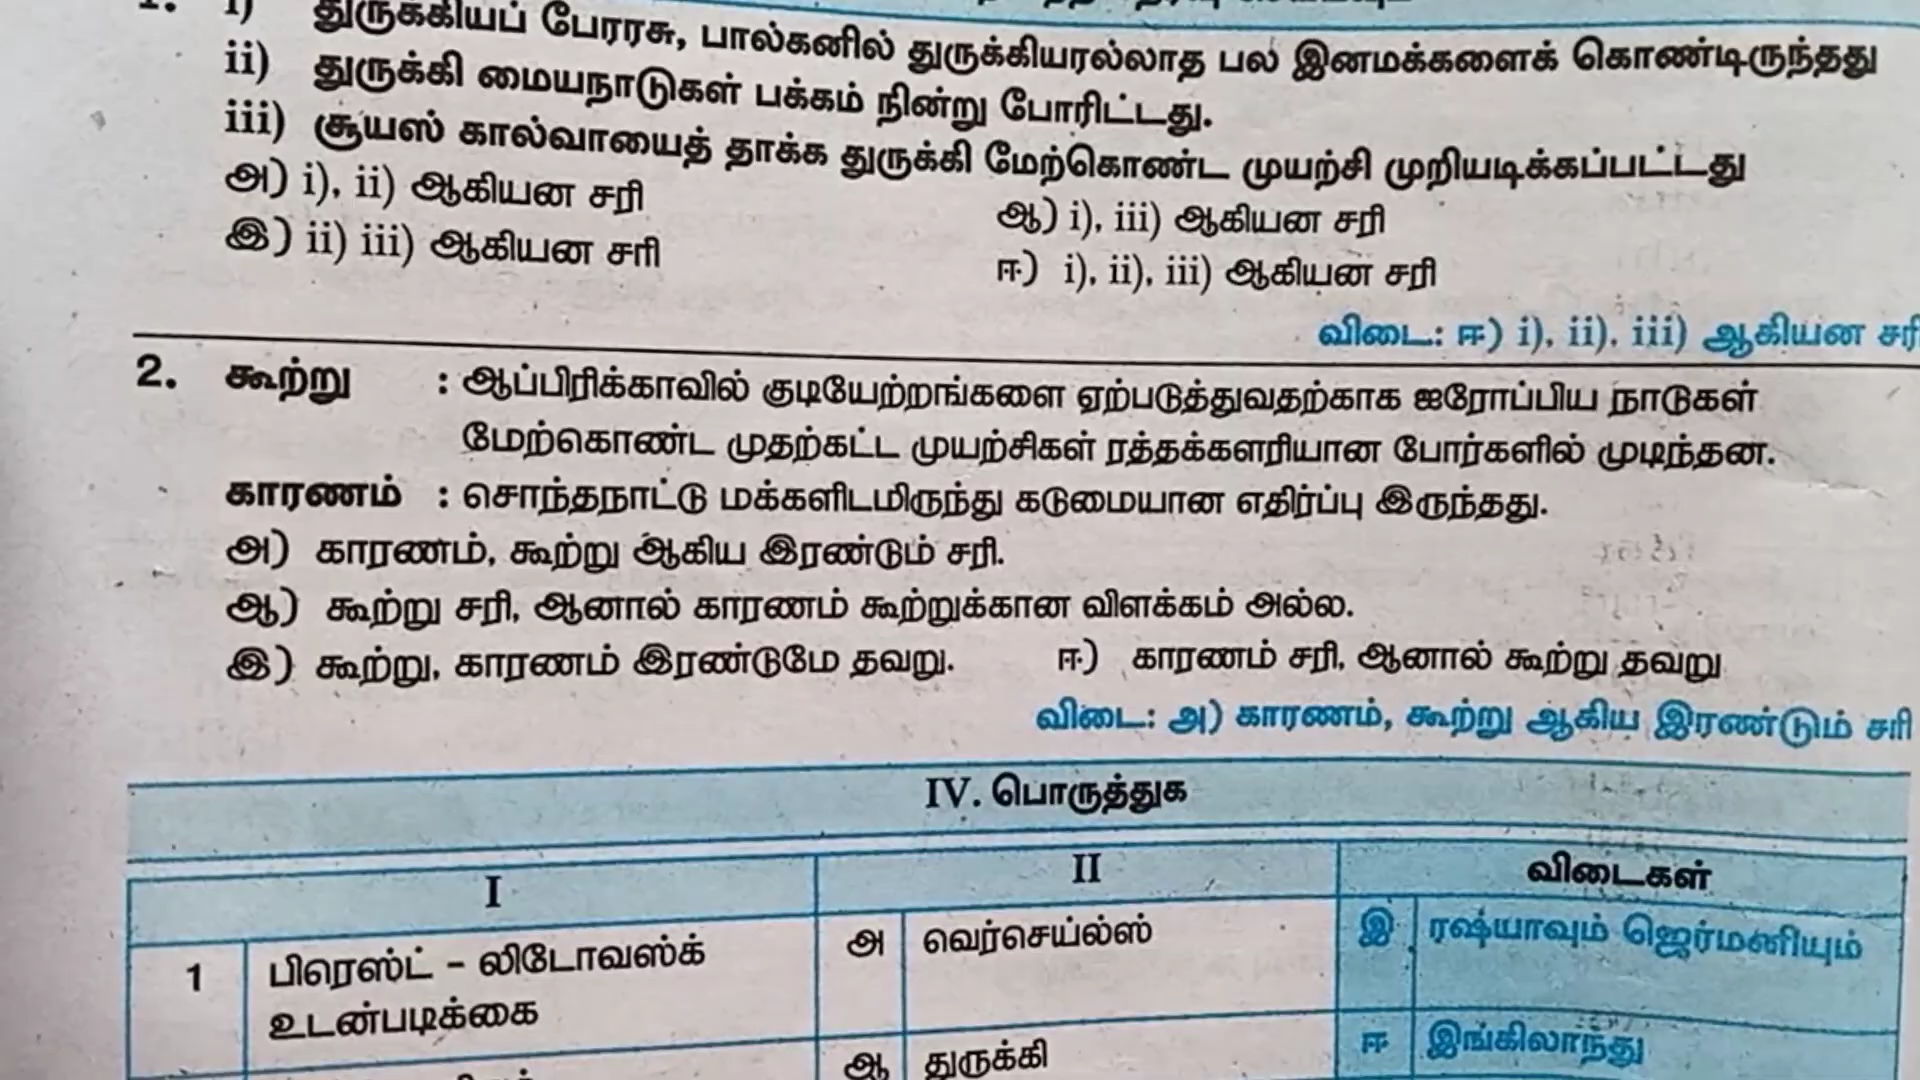 1. i) துருக்கியப் பேரரசு, பால்கனில் துருக்கியரல்லாத பல இனமக்களைக் கொண்டிருந்தது
ii) துருக்கி மையநாடுகள் பக்கம் நின்று போரிட்டது.
iii) சூயஸ் கால்வாயைத் தாக்க துருக்கி மேற்கொண்ட முயற்சி முறியடிக்கப்பட்டது
அ) i), ii) ஆகியன சரி
ஆ) i), iii) ஆகியன சரி
இ) ii) iii) ஆகியன சரி
ஈ) i), ii), iii) ஆகியன சரி
விடை: ஈ) i), ii), iii) ஆகியன சரி
2. கூற்று : ஆப்பிரிக்காவில் குடியேற்றங்களை ஏற்படுத்துவதற்காக ஐரோப்பிய நாடுகள்
மேற்கொண்ட முதற்கட்ட முயற்சிகள் ரத்தக்களரியான போர்களில் முடிந்தன.
காரணம் : சொந்தநாட்டு மக்களிடமிருந்து கடுமையான எதிர்ப்பு இருந்தது.
அ) காரணம், கூற்று ஆகிய இரண்டும் சரி.
ஆ) கூற்று சரி, ஆனால் காரணம் கூற்றுக்கான விளக்கம் அல்ல.
இ) கூற்று, காரணம் இரண்டுமே தவறு. ஈ) காரணம் சரி, ஆனால் கூற்று தவறு
விடை: அ) காரணம், கூற்று ஆகிய இரண்டும் சரி
IV. பொருத்துக
I II விடைகள்
1 பிரெஸ்ட் – லிடோவஸ்க் அ வெர்செய்ல்ஸ் இ ரஷ்யாவும் ஜெர்மனியும்
உடன்படிக்கை
ஆ துருக்கி ஈ இங்கிலாந்து